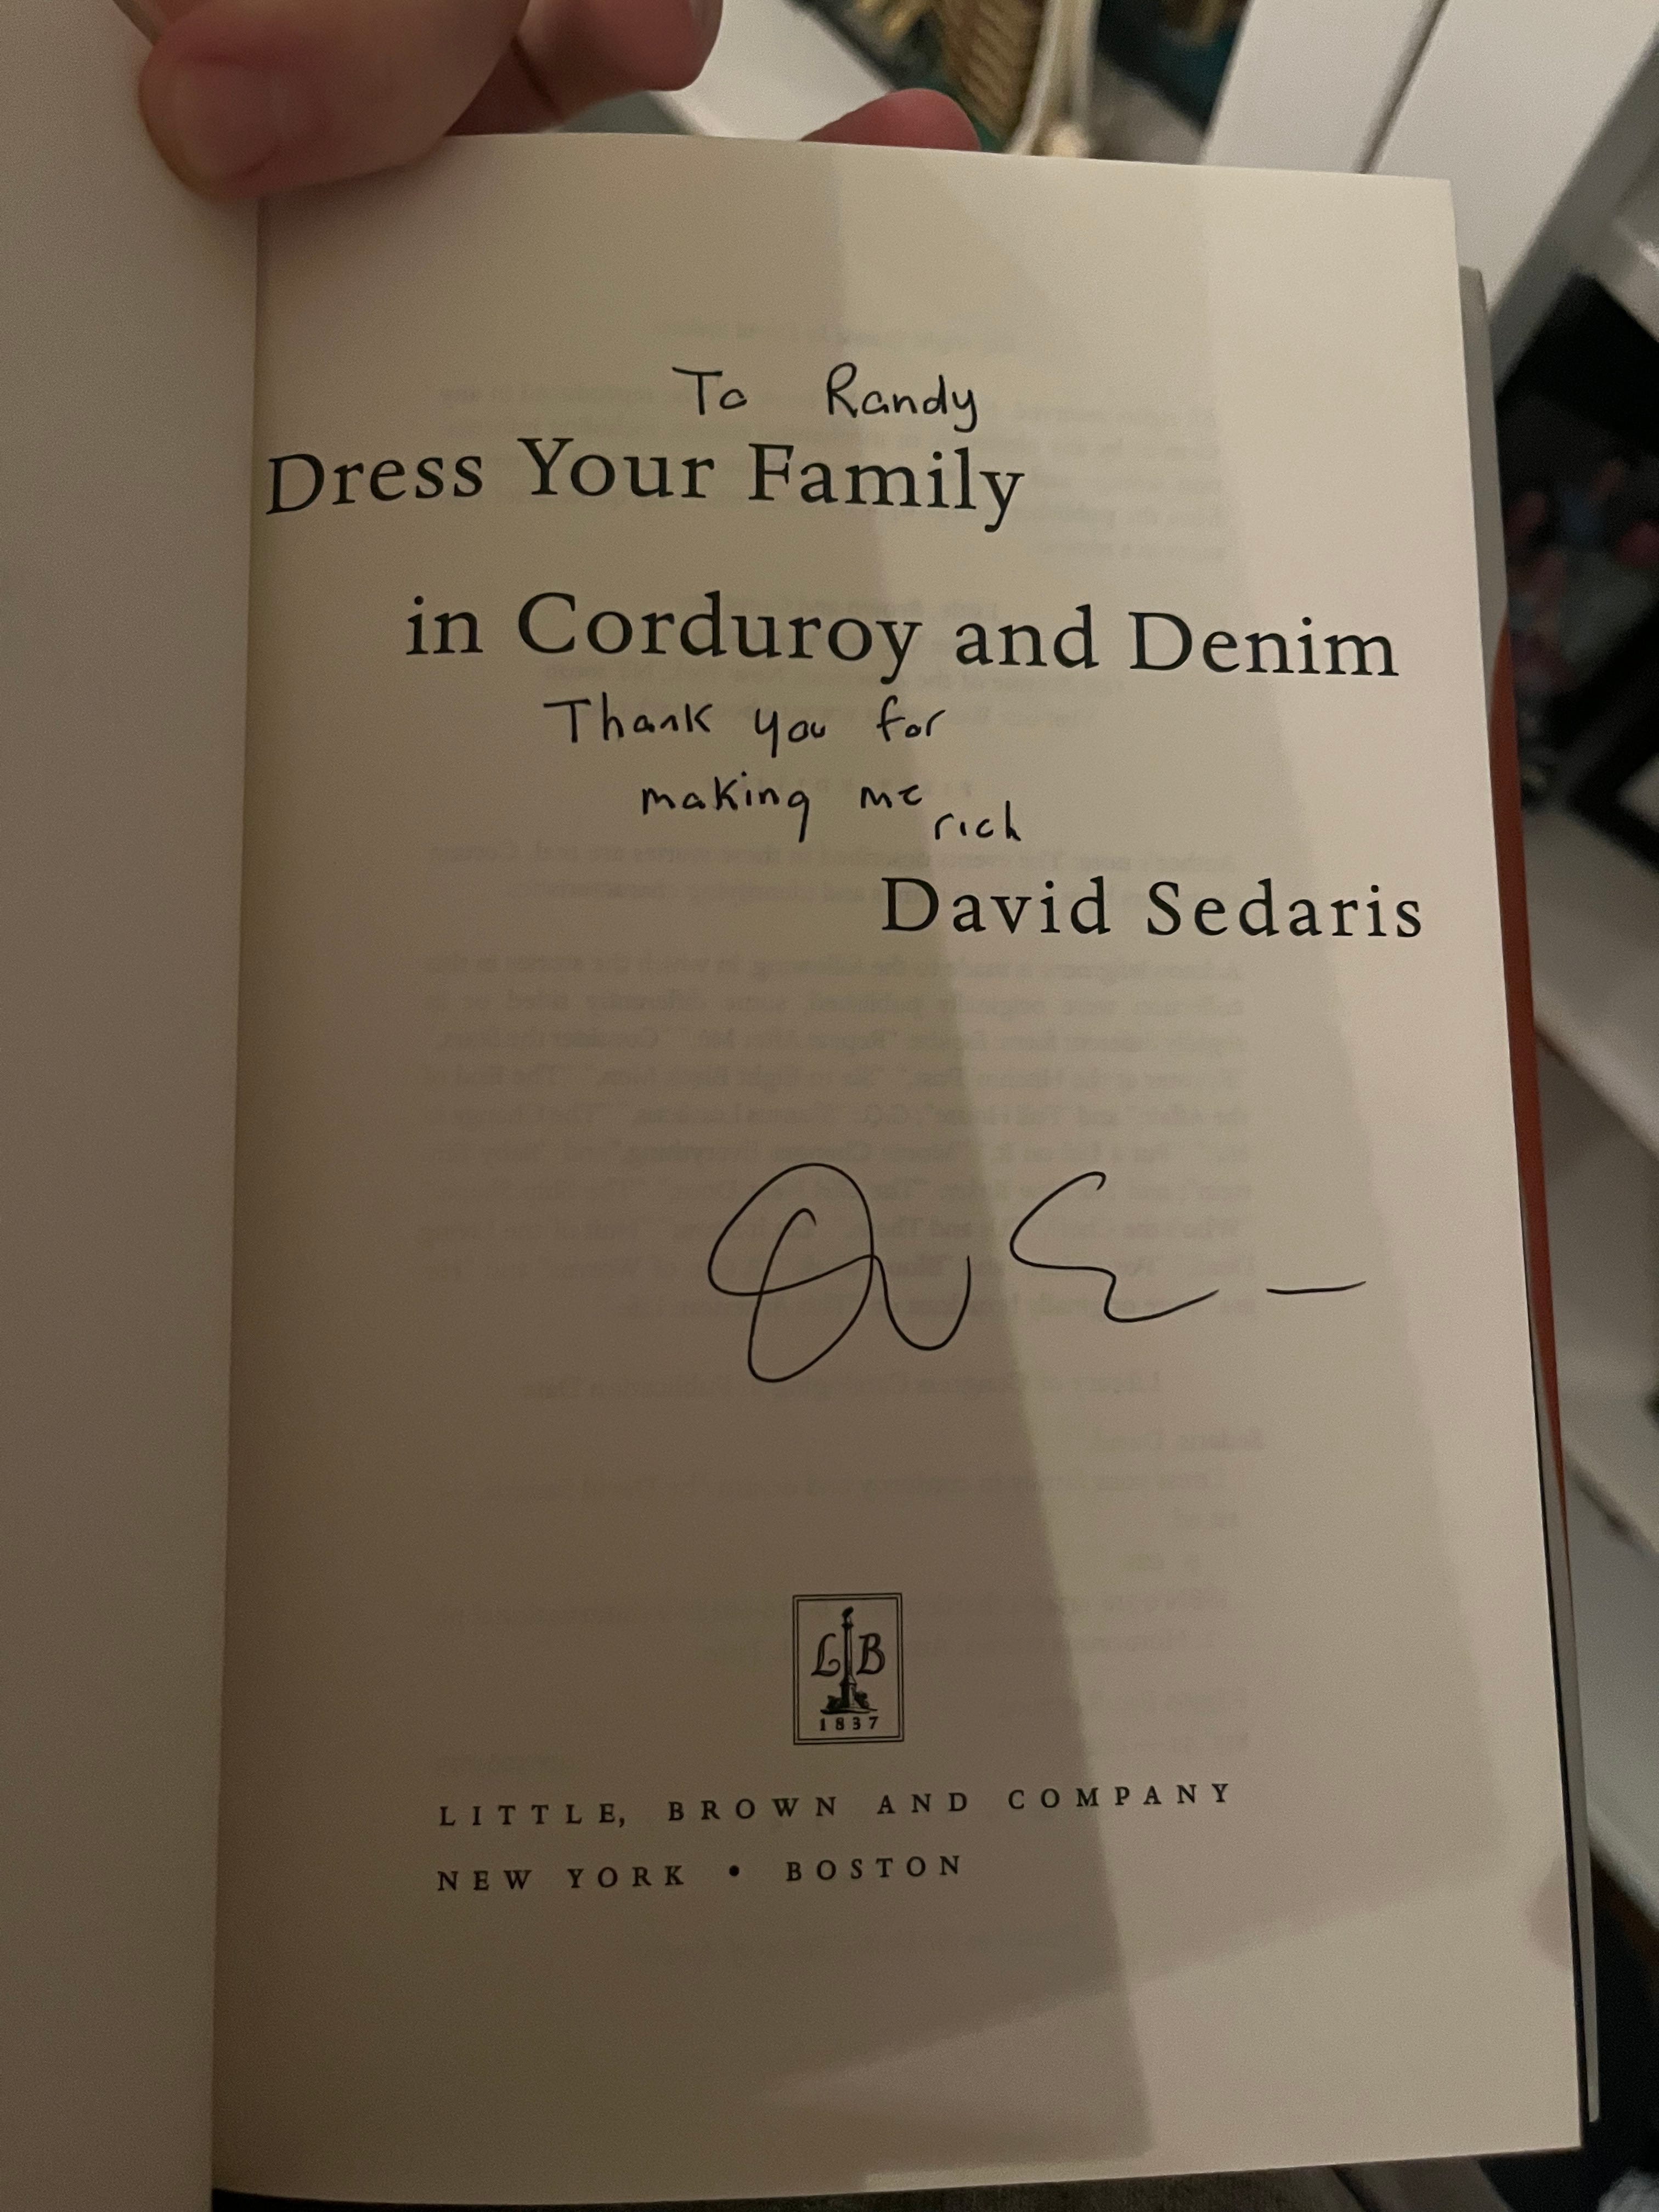 To Randy
Dress Your Family
in Corduroy and Denim
Thank you for
making me
rich
David Sedaris
L B
1837
LITTLE, BROWN AND COMPANY
NEW YORK • BOSTON